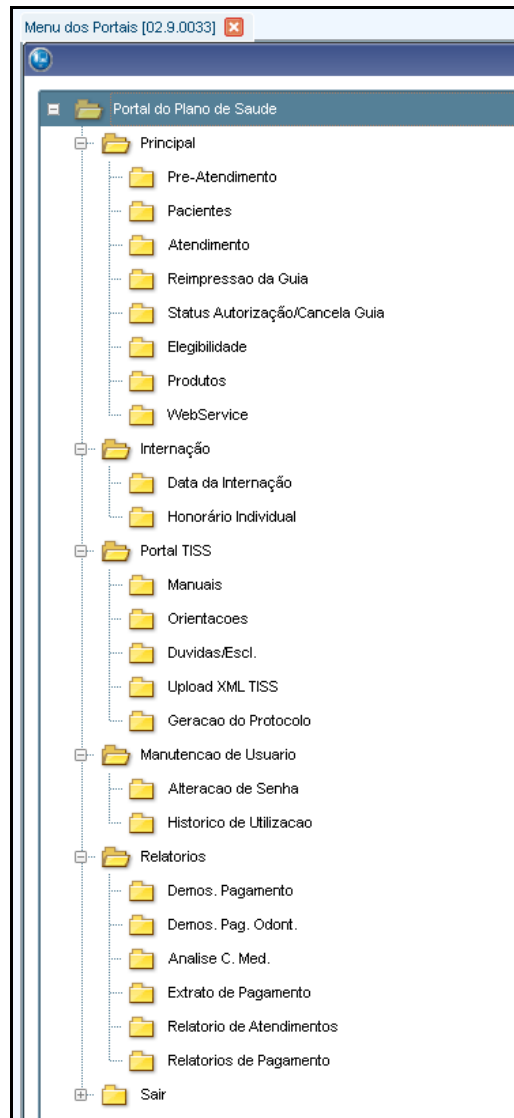 Menu dos Portais [02.9.0033]
Portal do Plano de Saude
Principal
Pre-Atendimento
Pacientes
Atendimento
Reimpressao da Guia
Status Autorização/Cancela Guia
Elegibilidade
Produtos
WebService
Internação
Data da Internação
Honorário Individual
Portal TISS
Manuais
Orientacoes
Duvidas/Escl.
Upload XML TISS
Geracao do Protocolo
Manutencao de Usuario
Alteracao de Senha
Historico de Utilizacao
Relatorios
Demos. Pagamento
Demos. Pag. Odont.
Analise C. Med.
Extrato de Pagamento
Relatorio de Atendimentos
Relatorios de Pagamento
Sair